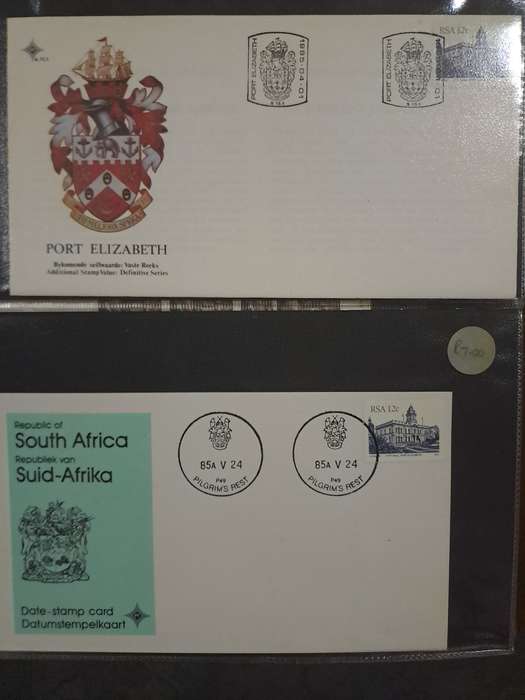 PORT ELIZABETH
1985-04-01
PORT ELIZABETH
RSA 12c
PORT ELIZABETH
Bykomende seëlwaarde: Vaste Reeks
Additional Stamp Value: Definitive Series
R7.00
Republic of
South Africa
Republiek van
Suid-Afrika
Date-stamp card
Datumstempelkaart
85A V 24
PILGRIM'S REST
85A V 24
PILGRIM'S REST
RSA 12c